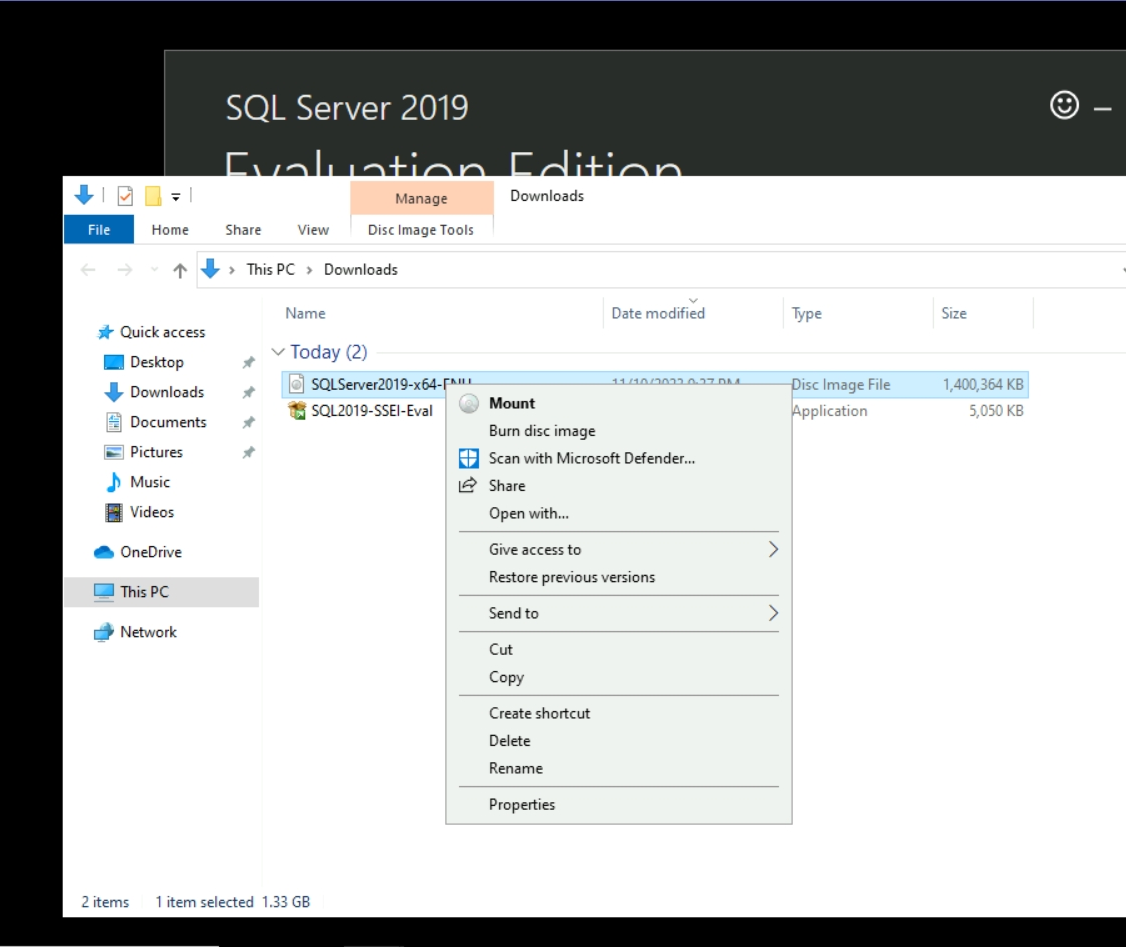 SQL Server 2019
Evaluation Edition
Manage
Downloads
File
Home
Share
View
Disc Image Tools
This PC
Downloads
Name
Date modified
Type
Size
Quick access
Desktop
Downloads
Documents
Pictures
Music
Videos
OneDrive
This PC
Network
Today (2)
SQLServer2019-x64-ENU
Disc Image File
1,400,364 KB
SQL2019-SSEI-Eval
Application
5,050 KB
Mount
Burn disc image
Scan with Microsoft Defender...
Share
Open with...
Give access to
Restore previous versions
Send to
Cut
Copy
Create shortcut
Delete
Rename
Properties
2 items
1 item selected 1.33 GB